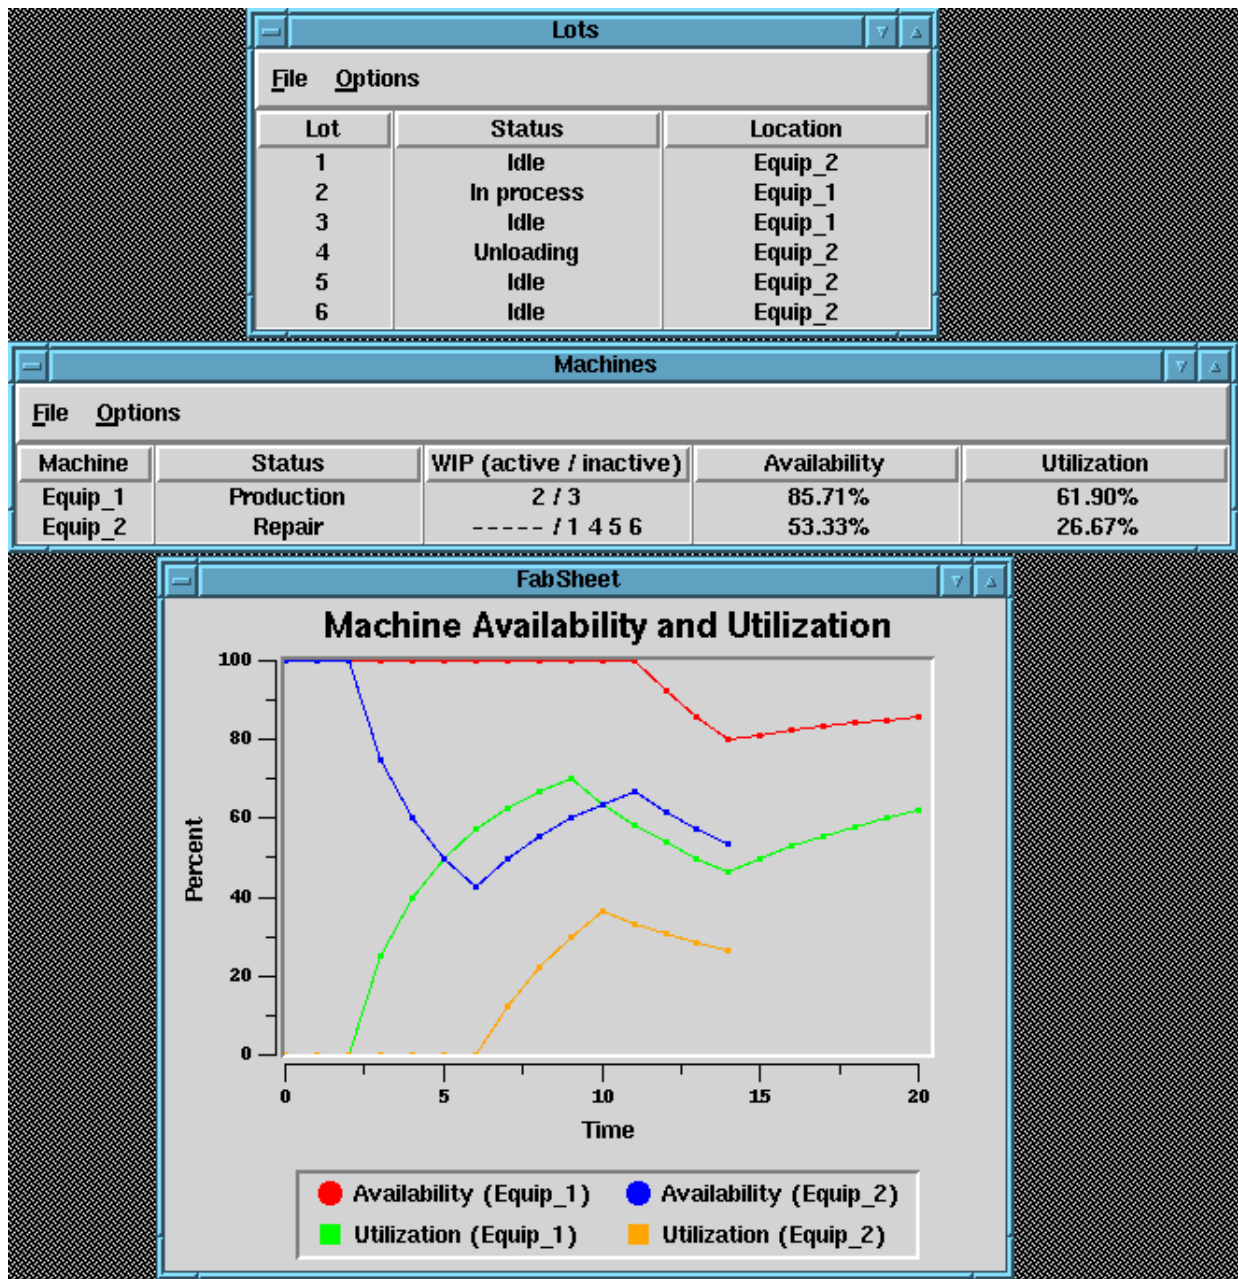 Lots
File Options
Lot Status Location
1 Idle Equip_2
2 In process Equip_1
3 Idle Equip_1
4 Unloading Equip_2
5 Idle Equip_2
6 Idle Equip_2
Machines
File Options
Machine Status WIP (active / inactive) Availability Utilization
Equip_1 Production 2 / 3 85.71% 61.90%
Equip_2 Repair ----- / 1 4 5 6 53.33% 26.67%
FabSheet
Machine Availability and Utilization
100
80
60
40
20
0
Percent
0 5 10 15 20
Time
Availability (Equip_1) Availability (Equip_2)
Utilization (Equip_1) Utilization (Equip_2)